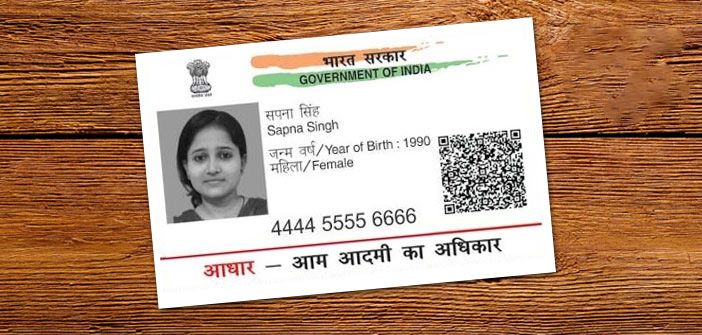 भारत सरकार
GOVERNMENT OF INDIA
सपना सिंह
Sapna Singh
जन्म वर्ष/Year of Birth : 1990
महिला/Female
4444 5555 6666
आधार – आम आदमी का अधिकार